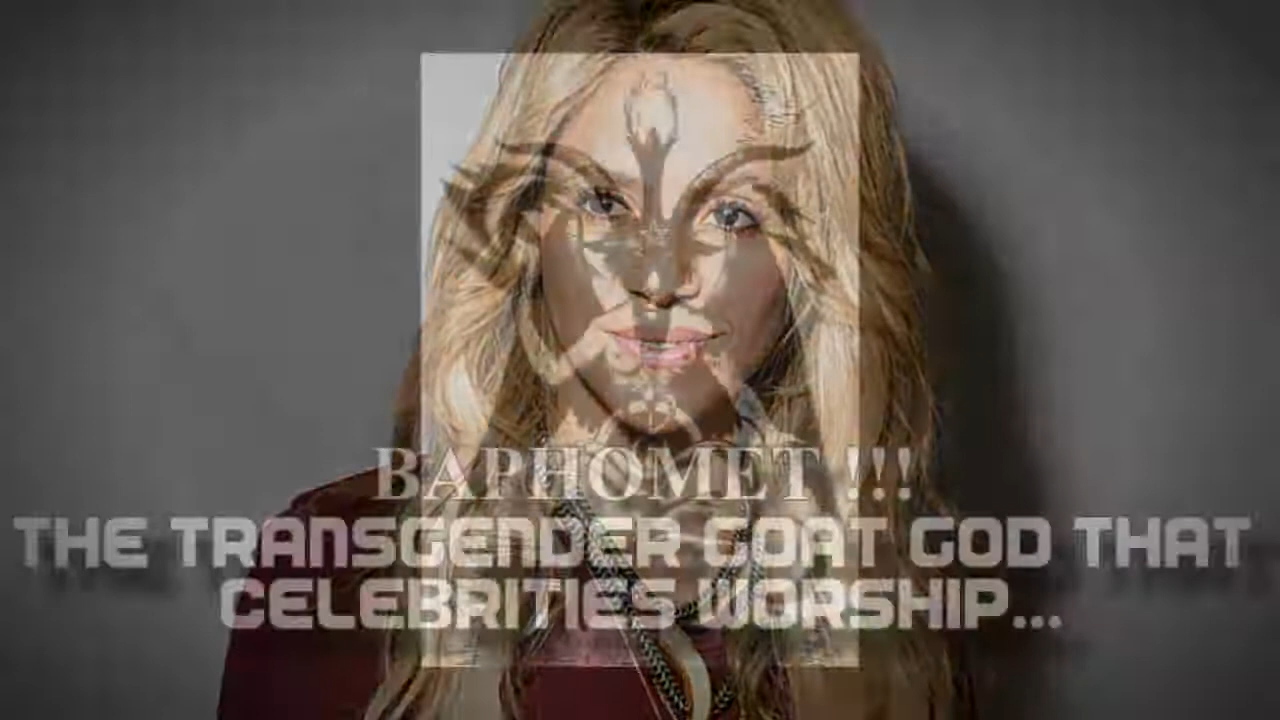 BAPHOMET !!!
THE TRANSGENDER GOAT GOD THAT
CELEBRITIES WORSHIP...